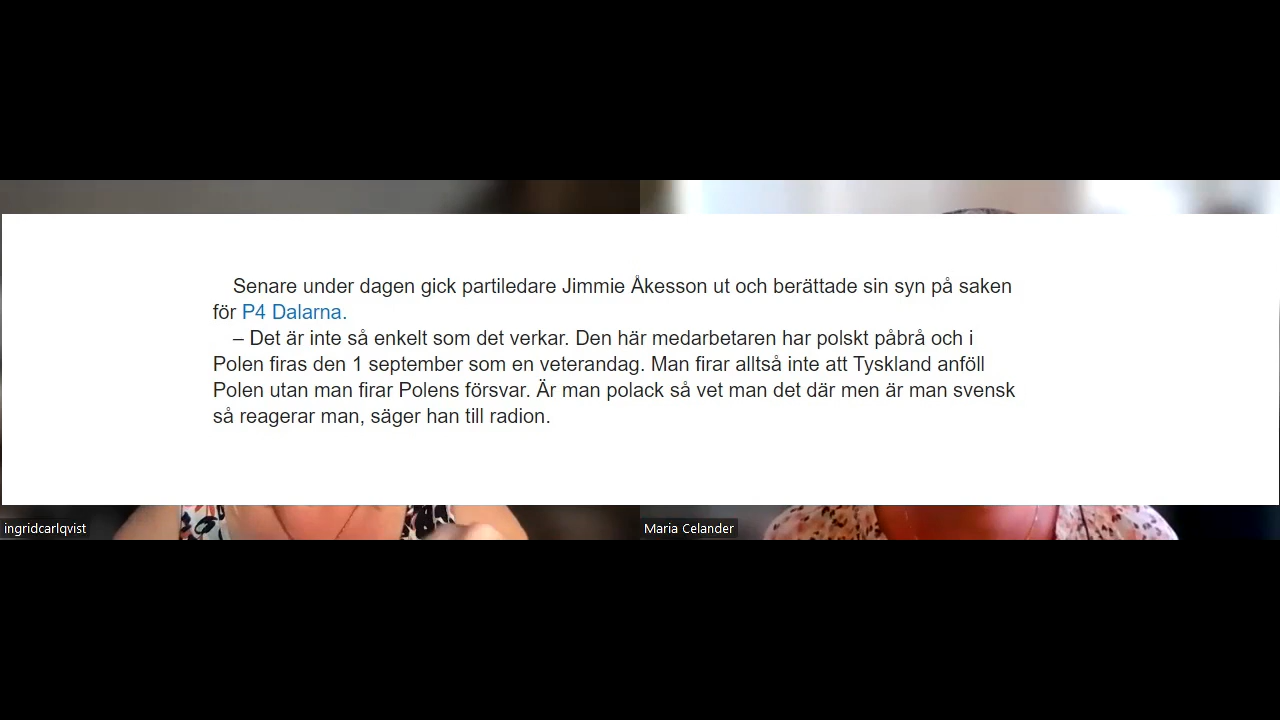 Senare under dagen gick partiledare Jimmie Åkesson ut och berättade sin syn på saken
för P4 Dalarna.
– Det är inte så enkelt som det verkar. Den här medarbetaren har polskt påbrå och i
Polen firas den 1 september som en veterandag. Man firar alltså inte att Tyskland anföll
Polen utan man firar Polens försvar. Är man polack så vet man det där men är man svensk
så reagerar man, säger han till radion.
ingridcarlqvist
Maria Celander